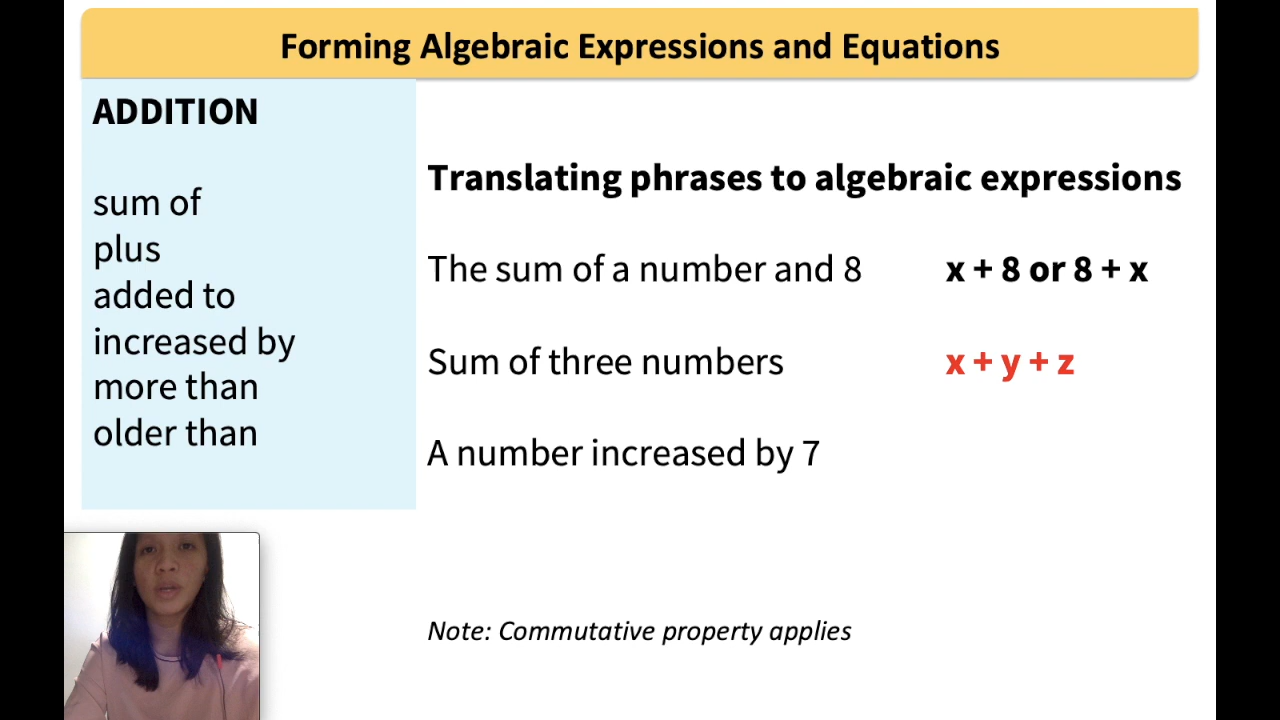 Forming Algebraic Expressions and Equations
ADDITION
sum of
plus
added to
increased by
more than
older than
Translating phrases to algebraic expressions
The sum of a number and 8 x + 8 or 8 + x
Sum of three numbers x + y + z
A number increased by 7
Note: Commutative property applies